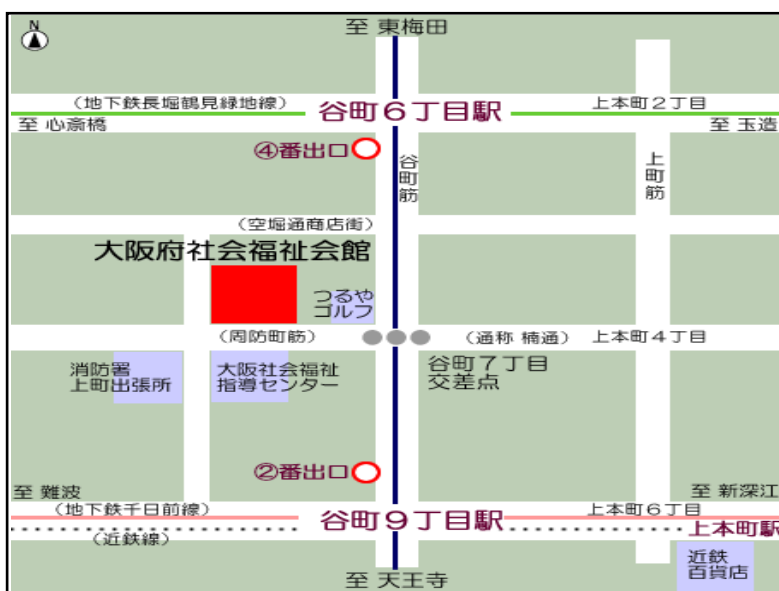 N
至 東梅田
(地下鉄長堀鶴見緑地線)
谷町6丁目駅
上本町2丁目
至 心斎橋
至 玉造
④番出口
谷町筋
上町筋
(空堀通商店街)
大阪府社会福祉会館
つるや
ゴルフ
(周防町筋)
(通称 楠通)
上本町4丁目
消防署
上町出張所
大阪社会福祉
指導センター
谷町7丁目
交差点
②番出口
至 難波
至 新深江
(地下鉄千日前線)
谷町9丁目駅
上本町6丁目
上本町駅
(近鉄線)
近鉄
百貨店
至 天王寺